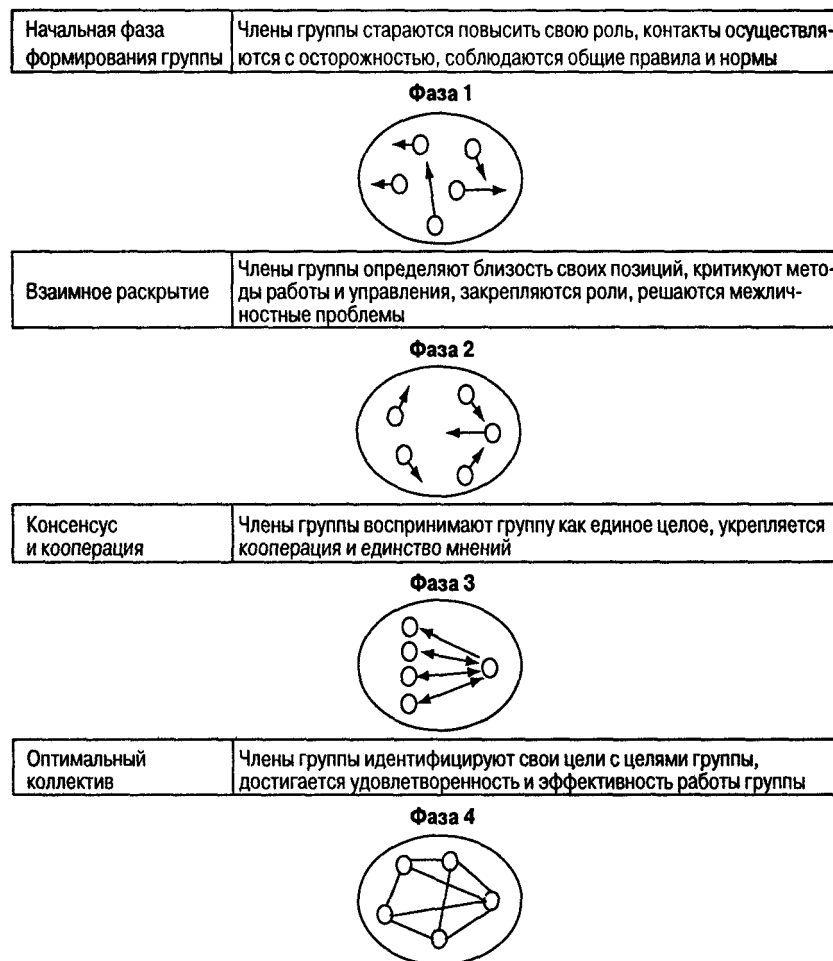 Начальная фаза
формирования группы
Члены группы стараются повысить свою роль, контакты осуществля-
ются с осторожностью, соблюдаются общие правила и нормы
Фаза 1
Взаимное раскрытие
Члены группы определяют близость своих позиций, критикуют мето-
ды работы и управления, закрепляются роли, решаются межлич-
ностные проблемы
Фаза 2
Консенсус
и кооперация
Члены группы воспринимают группу как единое целое, укрепляется
кооперация и единство мнений
Фаза 3
Оптимальный
коллектив
Члены группы идентифицируют свои цели с целями группы,
достигается удовлетворенность и эффективность работы группы
Фаза 4